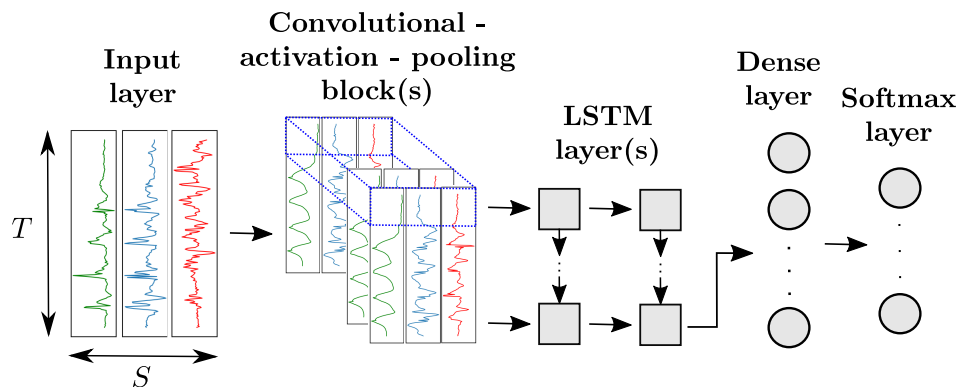 Input
layer
Convolutional -
activation - pooling
block(s)
LSTM
layer(s)
Dense
layer
Softmax
layer
T
S